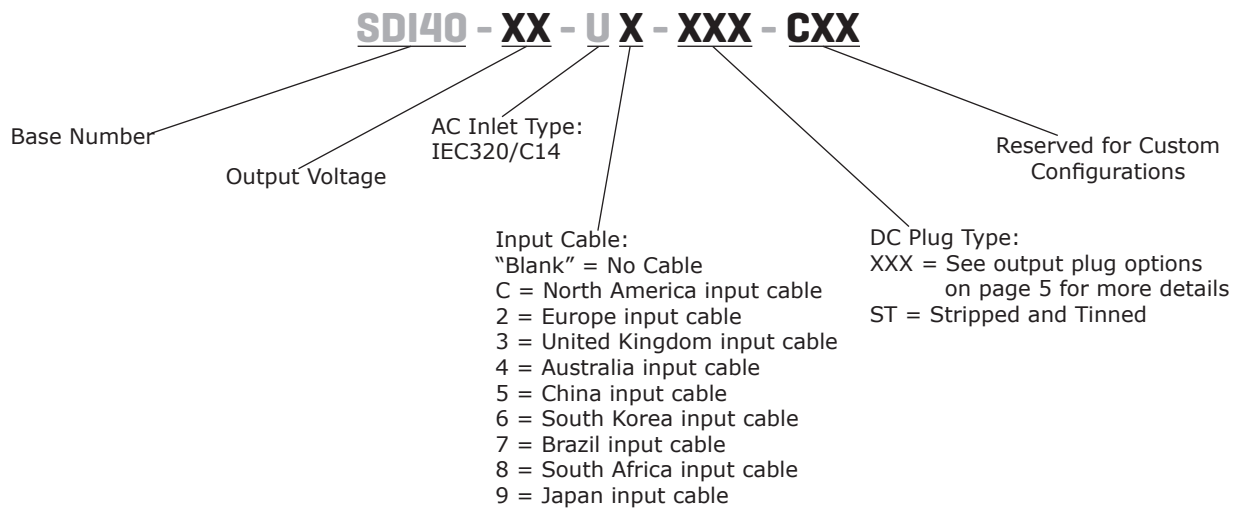 SDI40 - XX - U X - XXX - CXX
Base Number
Output Voltage
AC Inlet Type:
IEC320/C14
Input Cable:
“Blank” = No Cable
C = North America input cable
2 = Europe input cable
3 = United Kingdom input cable
4 = Australia input cable
5 = China input cable
6 = South Korea input cable
7 = Brazil input cable
8 = South Africa input cable
9 = Japan input cable
DC Plug Type:
XXX = See output plug options
on page 5 for more details
ST = Stripped and Tinned
Reserved for Custom
Configurations